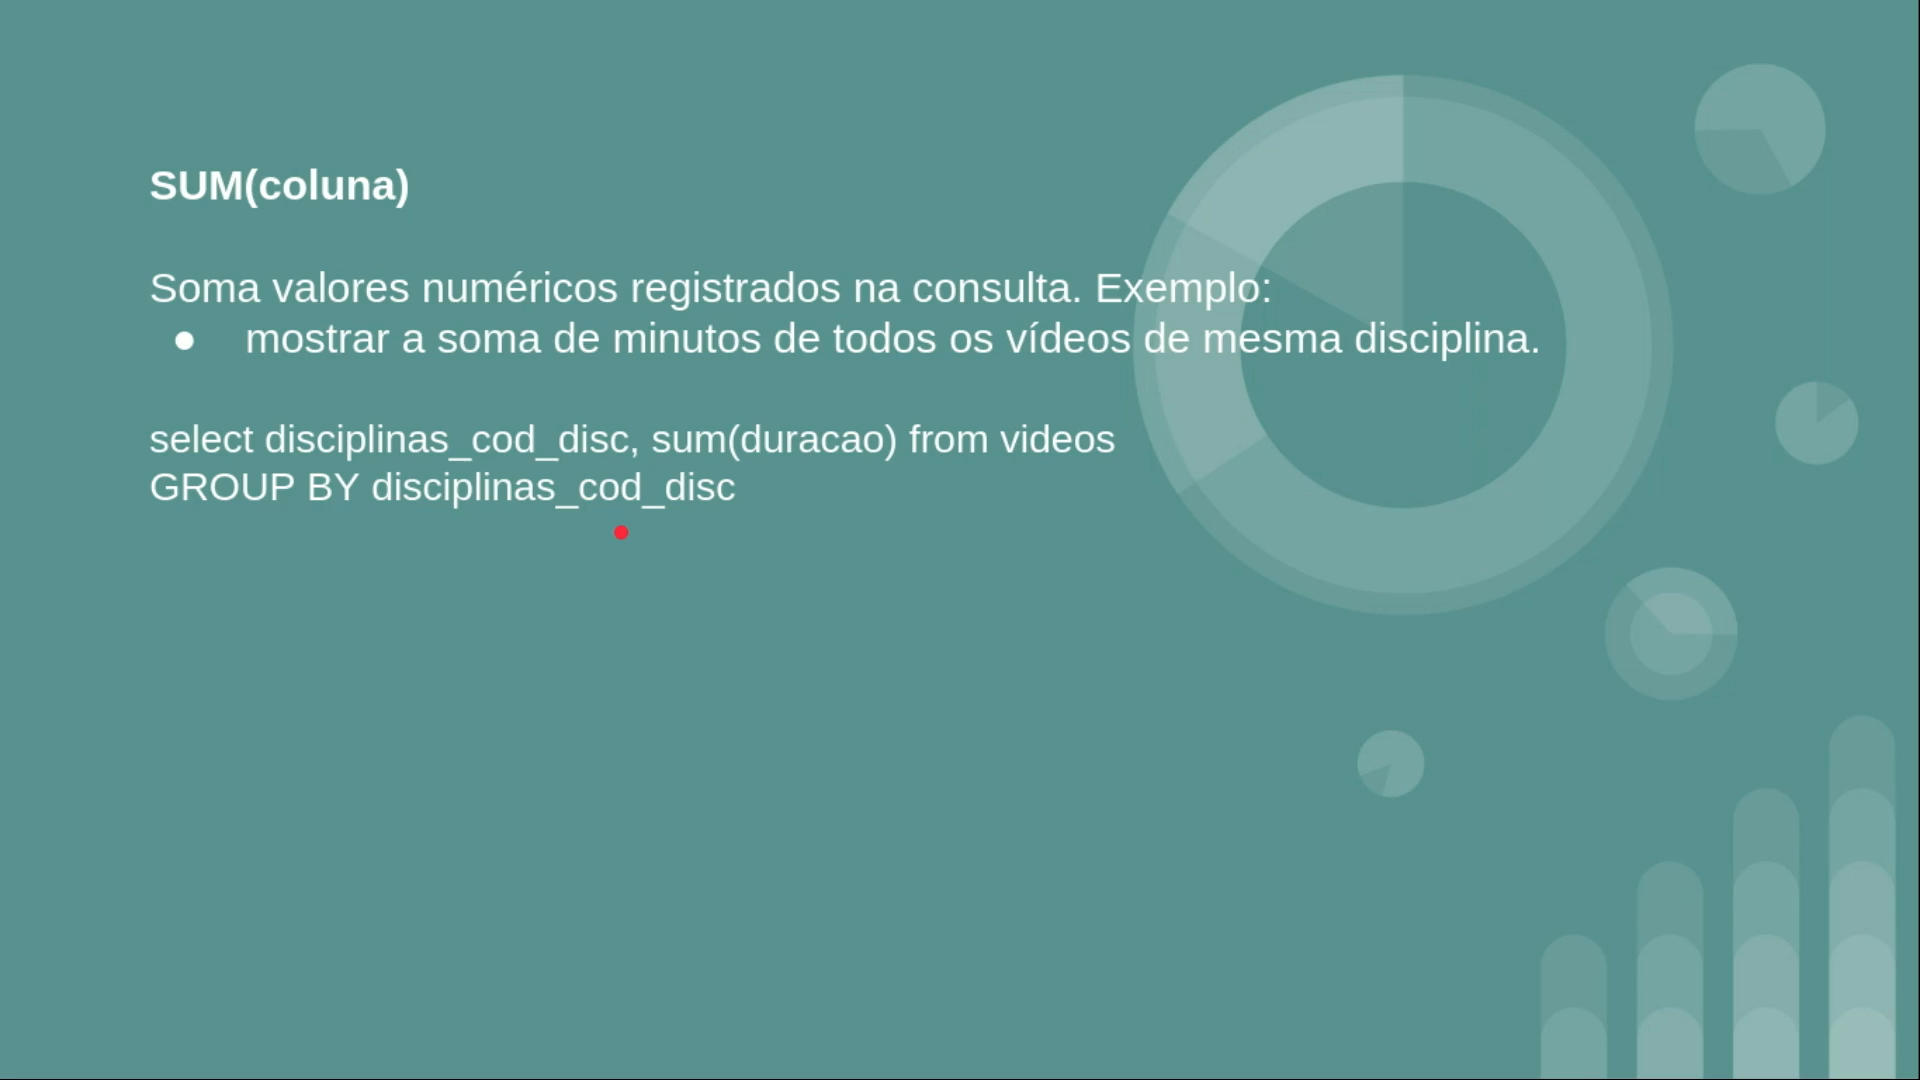 SUM(coluna)
Soma valores numéricos registrados na consulta. Exemplo:
● mostrar a soma de minutos de todos os vídeos de mesma disciplina.
select disciplinas_cod_disc, sum(duracao) from videos
GROUP BY disciplinas_cod_disc